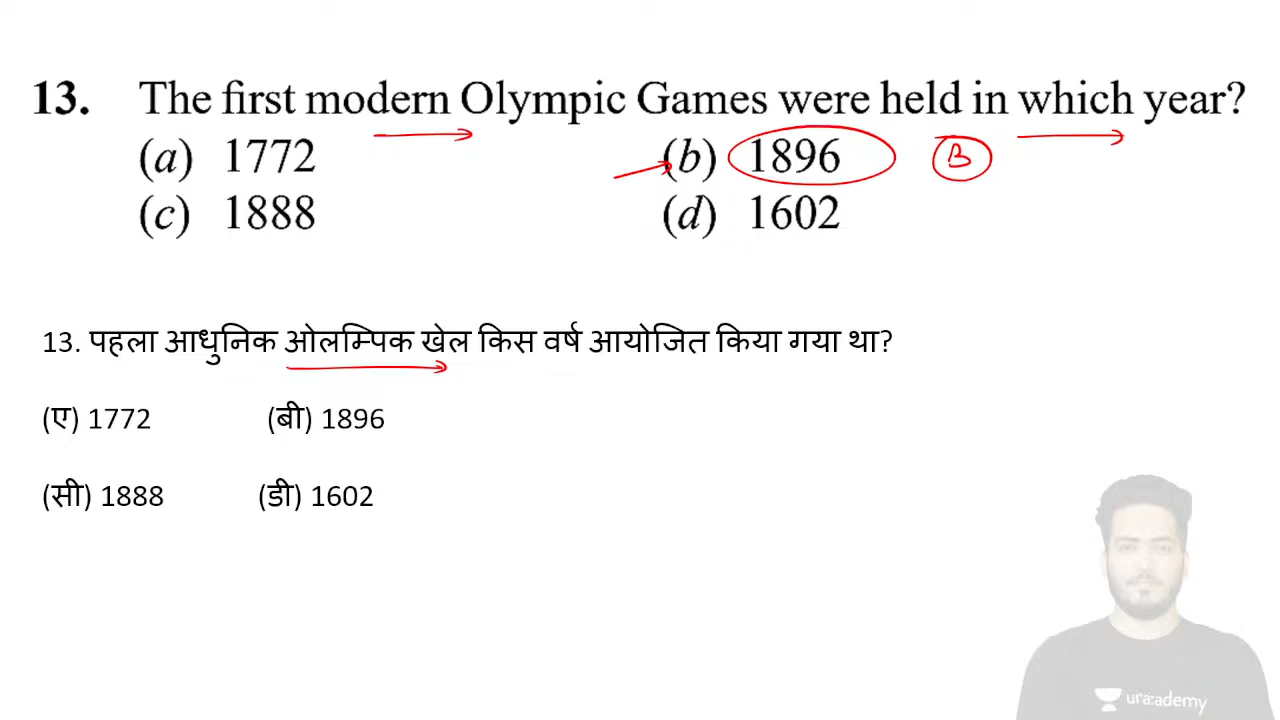 13. The first modern Olympic Games were held in which year?
(a) 1772 (b) 1896 B
(c) 1888 (d) 1602
13. पहला आधुनिक ओलम्पिक खेल किस वर्ष आयोजित किया गया था?
(ए) 1772 (बी) 1896
(सी) 1888 (डी) 1602